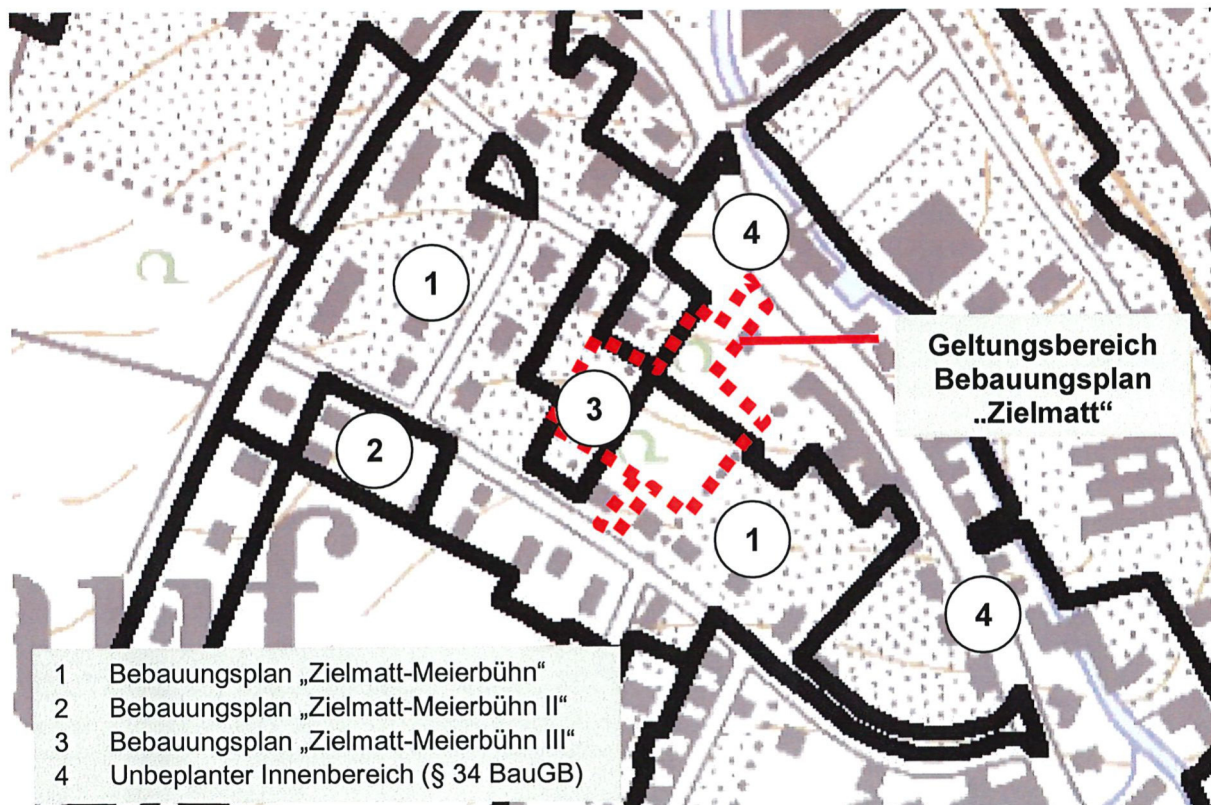 4
1
Geltungsbereich
Bebauungsplan
„Zielmatt“
3
2
1
4
1 Bebauungsplan „Zielmatt-Meierbühn“
2 Bebauungsplan „Zielmatt-Meierbühn II“
3 Bebauungsplan „Zielmatt-Meierbühn III“
4 Unbeplanter Innenbereich (§ 34 BauGB)